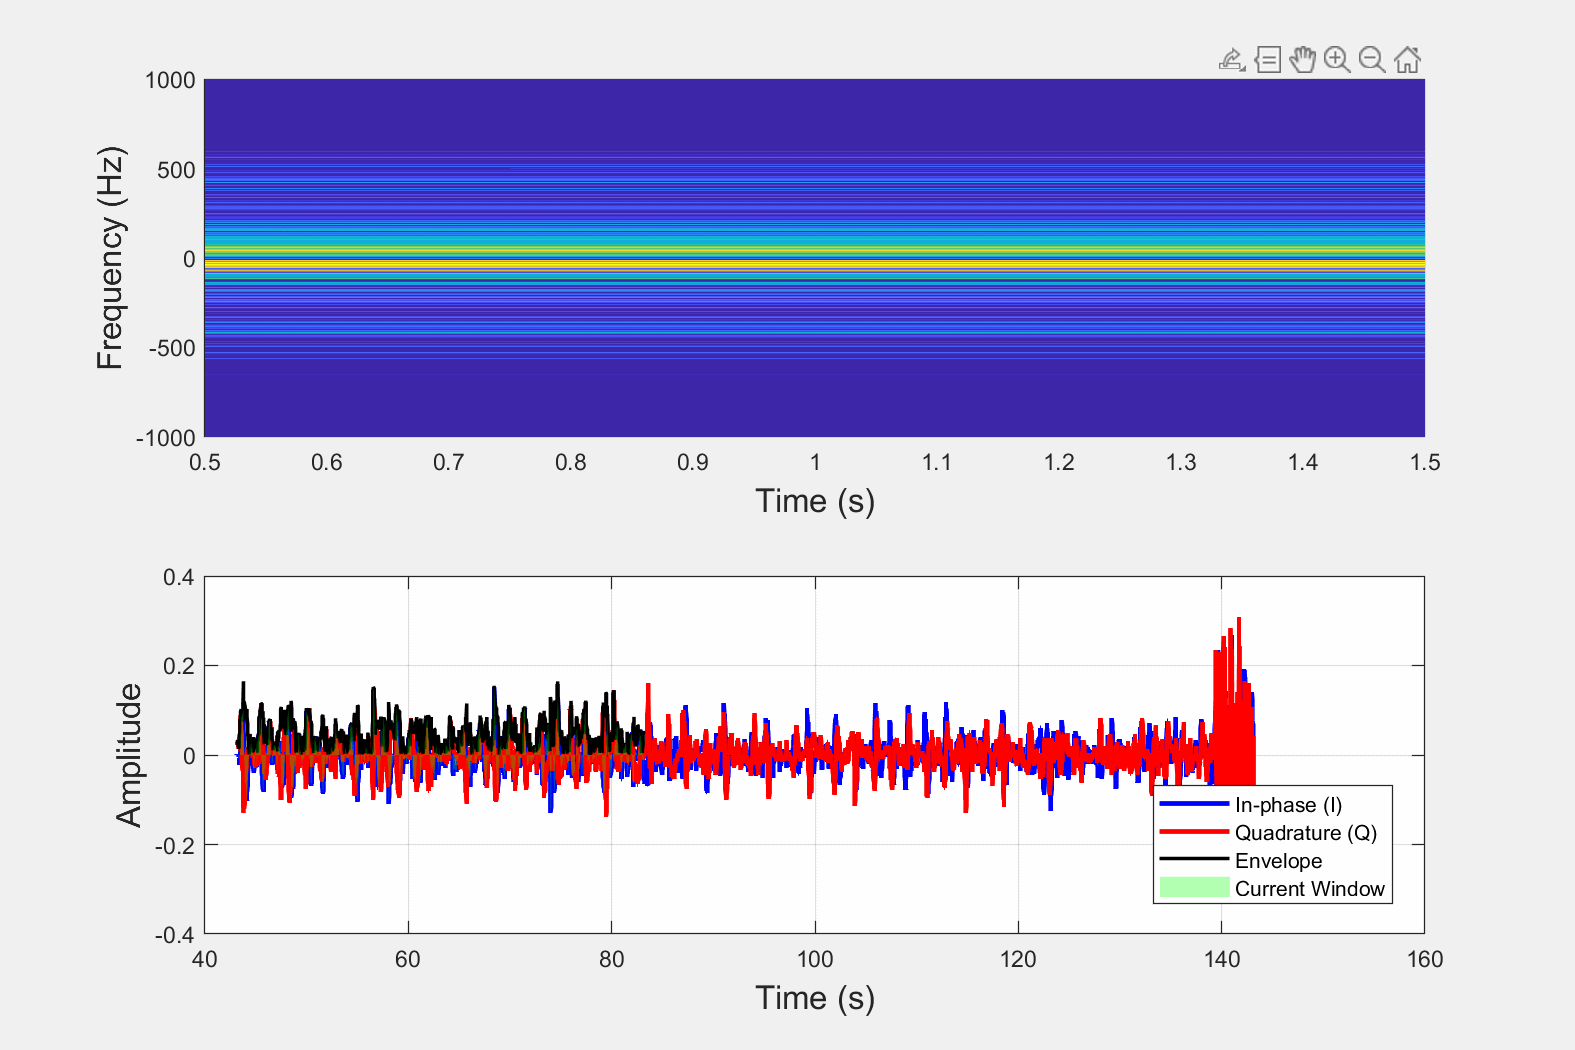 1000
500
0
-500
-1000
Frequency (Hz)
0.5 0.6 0.7 0.8 0.9 1 1.1 1.2 1.3 1.4 1.5
Time (s)
0.4
0.2
0
-0.2
-0.4
Amplitude
In-phase (I)
Quadrature (Q)
Envelope
Current Window
40 60 80 100 120 140 160
Time (s)